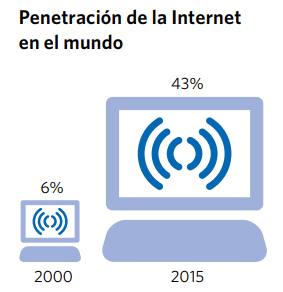 Penetración de la Internet
en el mundo
43%
6%
2000
2015